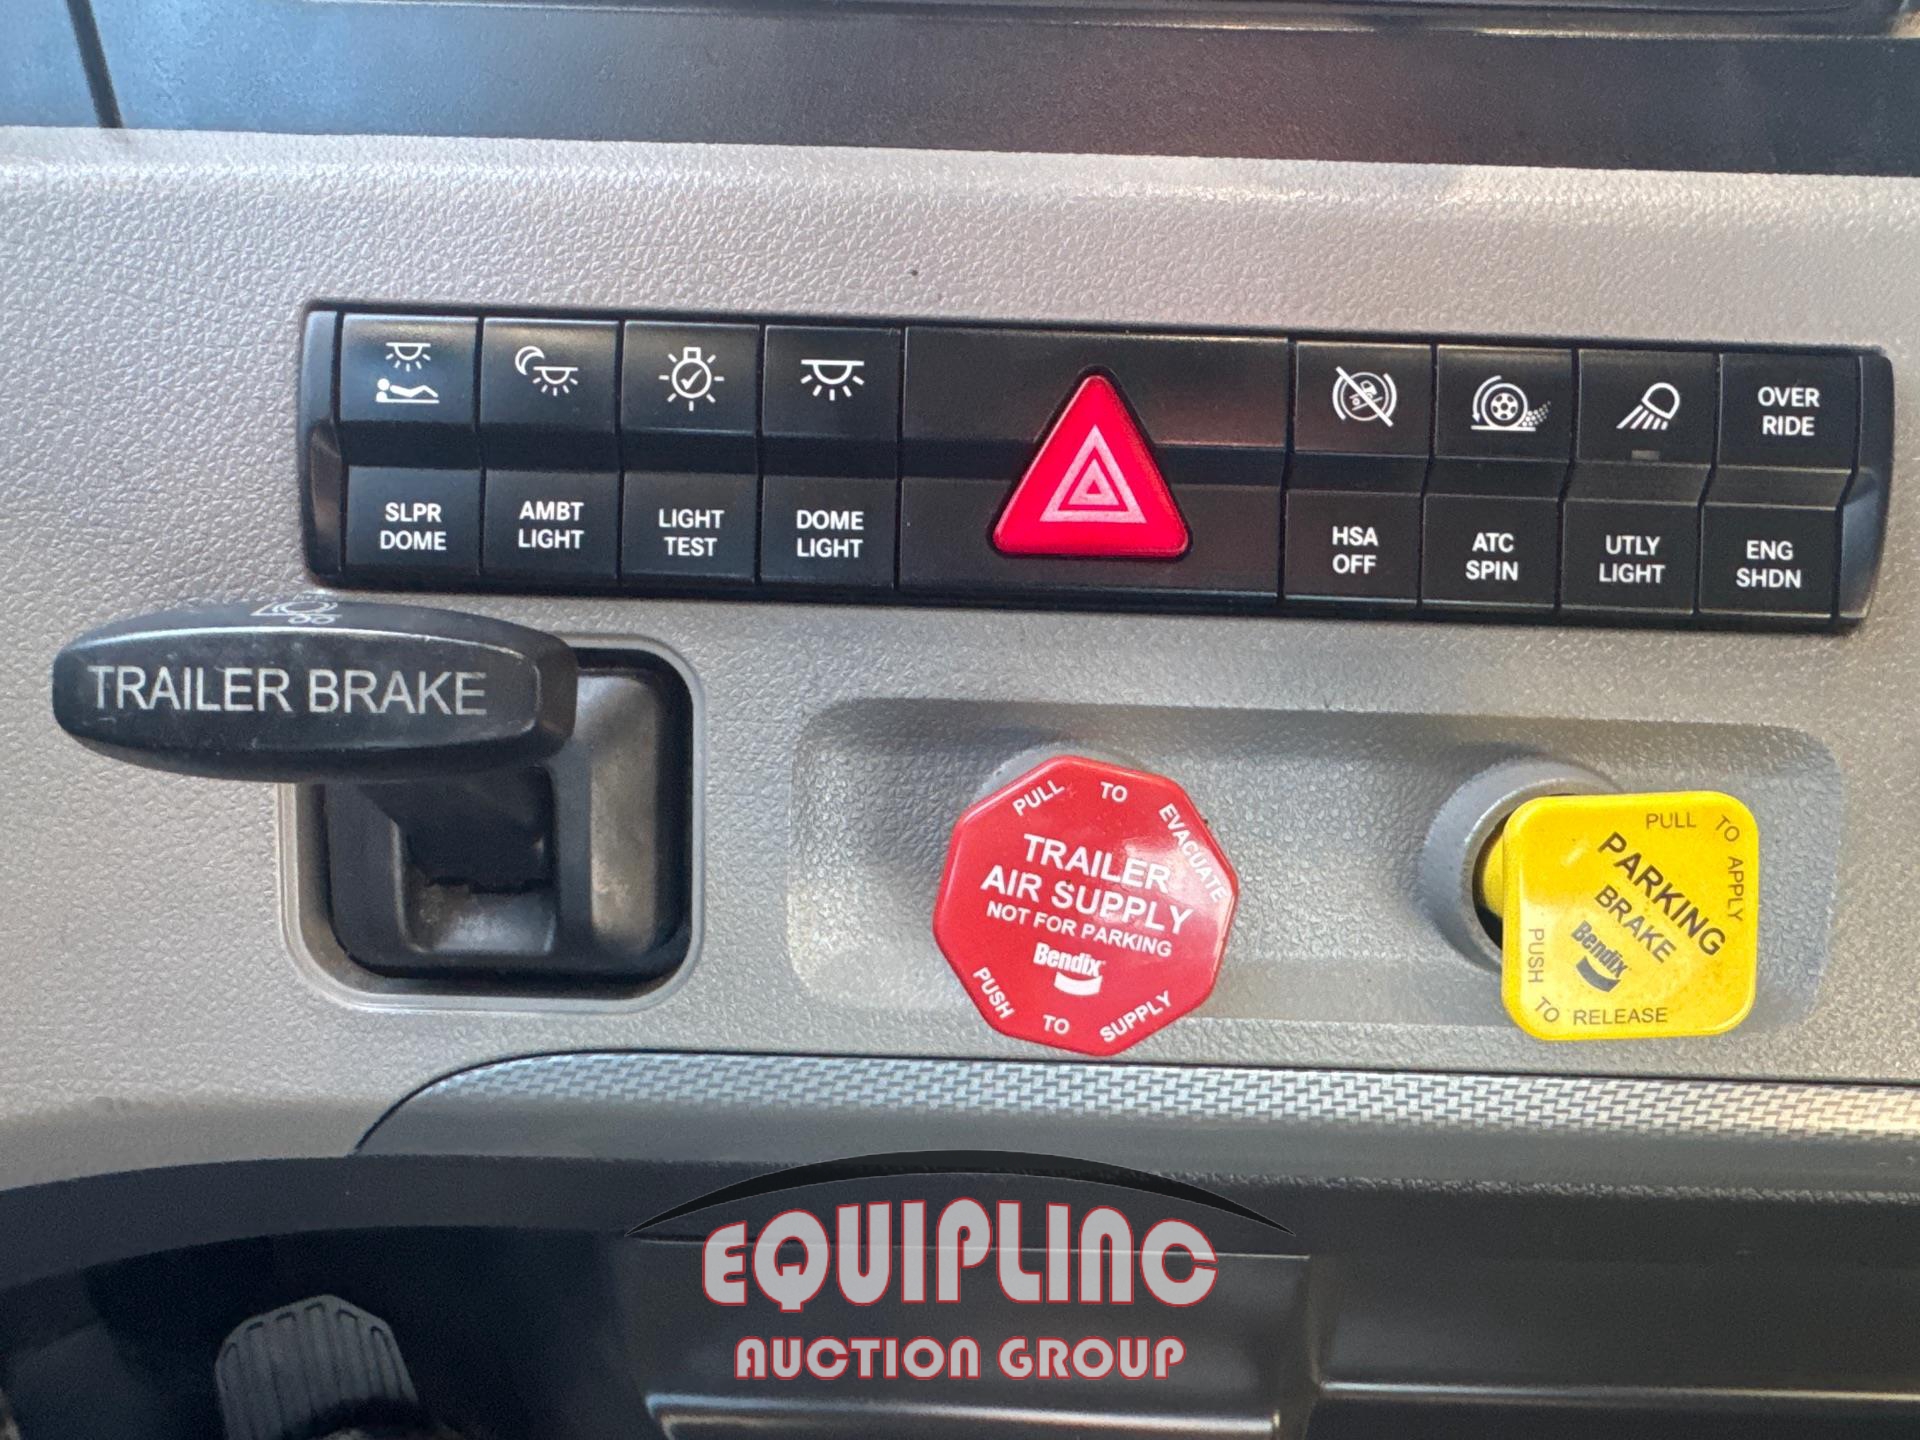 OVER
RIDE
SLPR
DOME
AMBT
LIGHT
LIGHT
TEST
DOME
LIGHT
HSA
OFF
ATC
SPIN
UTLY
LIGHT
ENG
SHDN
TRAILER BRAKE
PULL TO EVACUATE
TRAILER
AIR SUPPLY
NOT FOR PARKING
Bendix
PUSH TO SUPPLY
PULL TO APPLY
PARKING
BRAKE
Bendix
PUSH TO RELEASE
EQUIPLINC
AUCTION GROUP